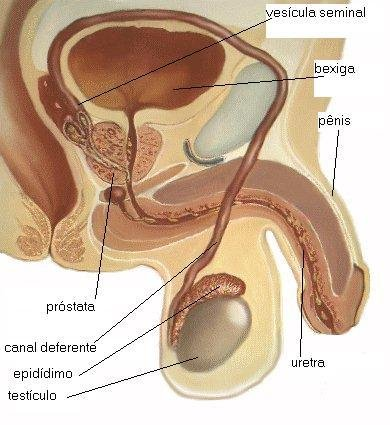 vesícula seminal
bexiga
pênis
próstata
canal deferente
epidídimo
testículo
uretra